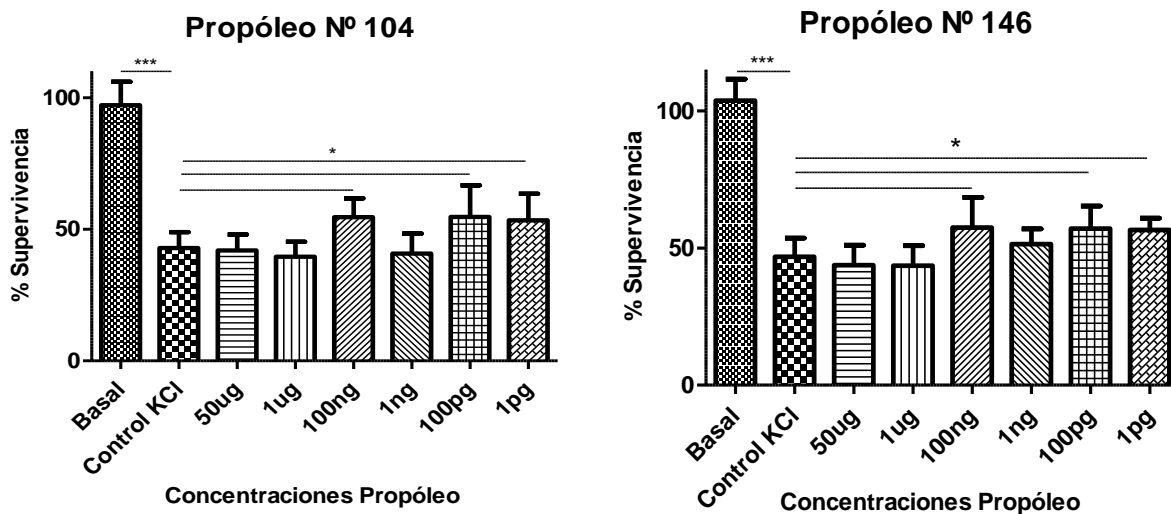 Propóleo Nº 104
***
*
100
50
0
% Supervivencia
Basal
Control KCl
50ug
1ug
100ng
1ng
100pg
1pg
Concentraciones Propóleo
Propóleo Nº 146
***
*
100
50
0
% Supervivencia
Basal
Control KCl
50ug
1ug
100ng
1ng
100pg
1pg
Concentraciones Propóleo